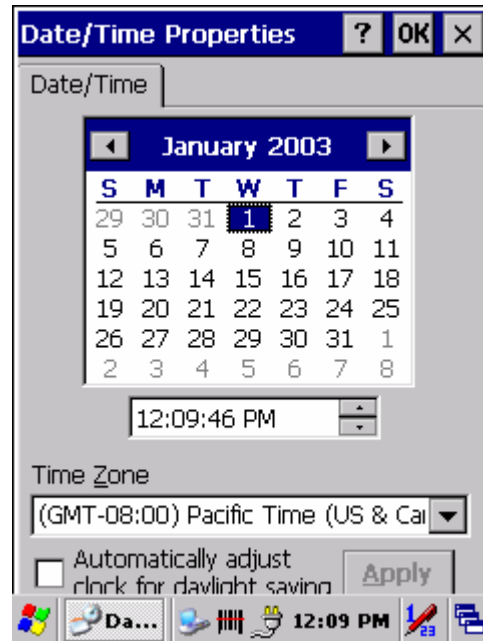 Date/Time Properties ? OK ×
Date/Time
January 2003
S M T W T F S
29 30 31 1 2 3 4
5 6 7 8 9 10 11
12 13 14 15 16 17 18
19 20 21 22 23 24 25
26 27 28 29 30 31 1
2 3 4 5 6 7 8
12:09:46 PM
Time Zone
(GMT-08:00) Pacific Time (US & Ca
Automatically adjust
clock for daylight saving
Apply
Da... 12:09 PM